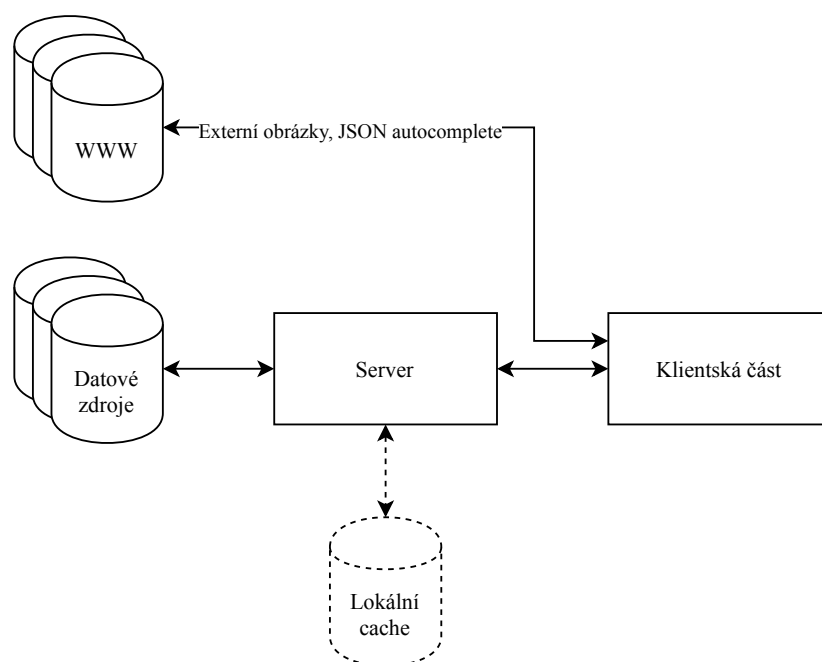 WWW
Externí obrázky, JSON autocomplete
Datové
zdroje
Server
Klientská část
Lokální
cache